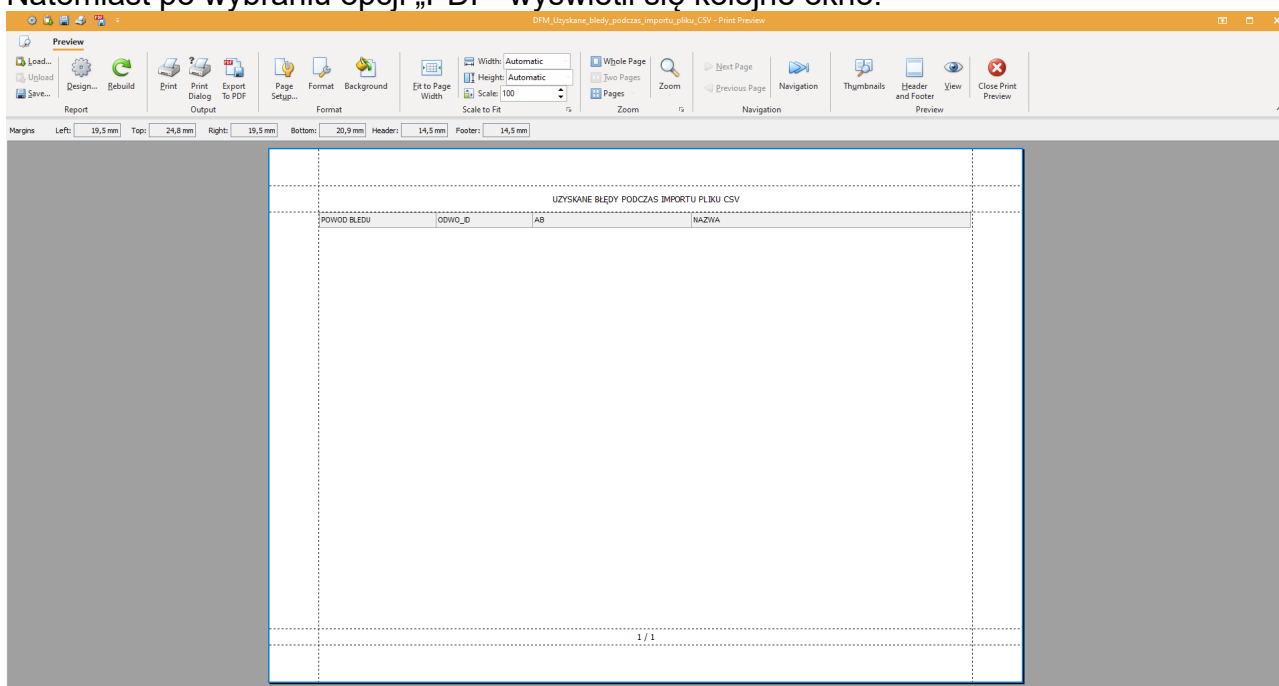 Natomiast po wybraniu opcji „PDF" wyświetli się kolejne okno:
DFM_Uzyskane_bledy_podczas_importu_pliku_CSV - Print Preview
Preview
Load...
Unload
Save...
Design...
Rebuild
Report
Print
Print Dialog
Export To PDF
Output
Page Setup...
Format
Background
Format
Fit to Page Width
Width: Automatic
Height: Automatic
Scale: 100
Scale to Fit
Whole Page
Two Pages
Pages
Zoom
Zoom
Next Page
Previous Page
Navigation
Navigation
Thumbnails
Header and Footer
View
Close Print Preview
Preview
Margins Left: 19,5 mm Top: 24,8 mm Right: 19,5 mm Bottom: 20,9 mm Header: 14,5 mm Footer: 14,5 mm
UZYSKANE BŁĘDY PODCZAS IMPORTU PLIKU CSV
POWOD BLEDU ODWO_ID AB NAZWA
1 / 1